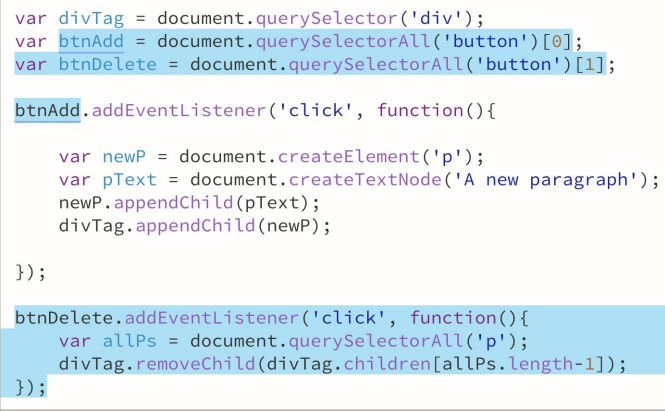 var divTag = document.querySelector('div');
var btnAdd = document.querySelectorAll('button')[0];
var btnDelete = document.querySelectorAll('button')[1];
btnAdd.addEventListener('click', function(){
var newP = document.createElement('p');
var pText = document.createTextNode('A new paragraph');
newP.appendChild(pText);
divTag.appendChild(newP);
});
btnDelete.addEventListener('click', function(){
var allPs = document.querySelectorAll('p');
divTag.removeChild(divTag.children[allPs.length-1]);
});